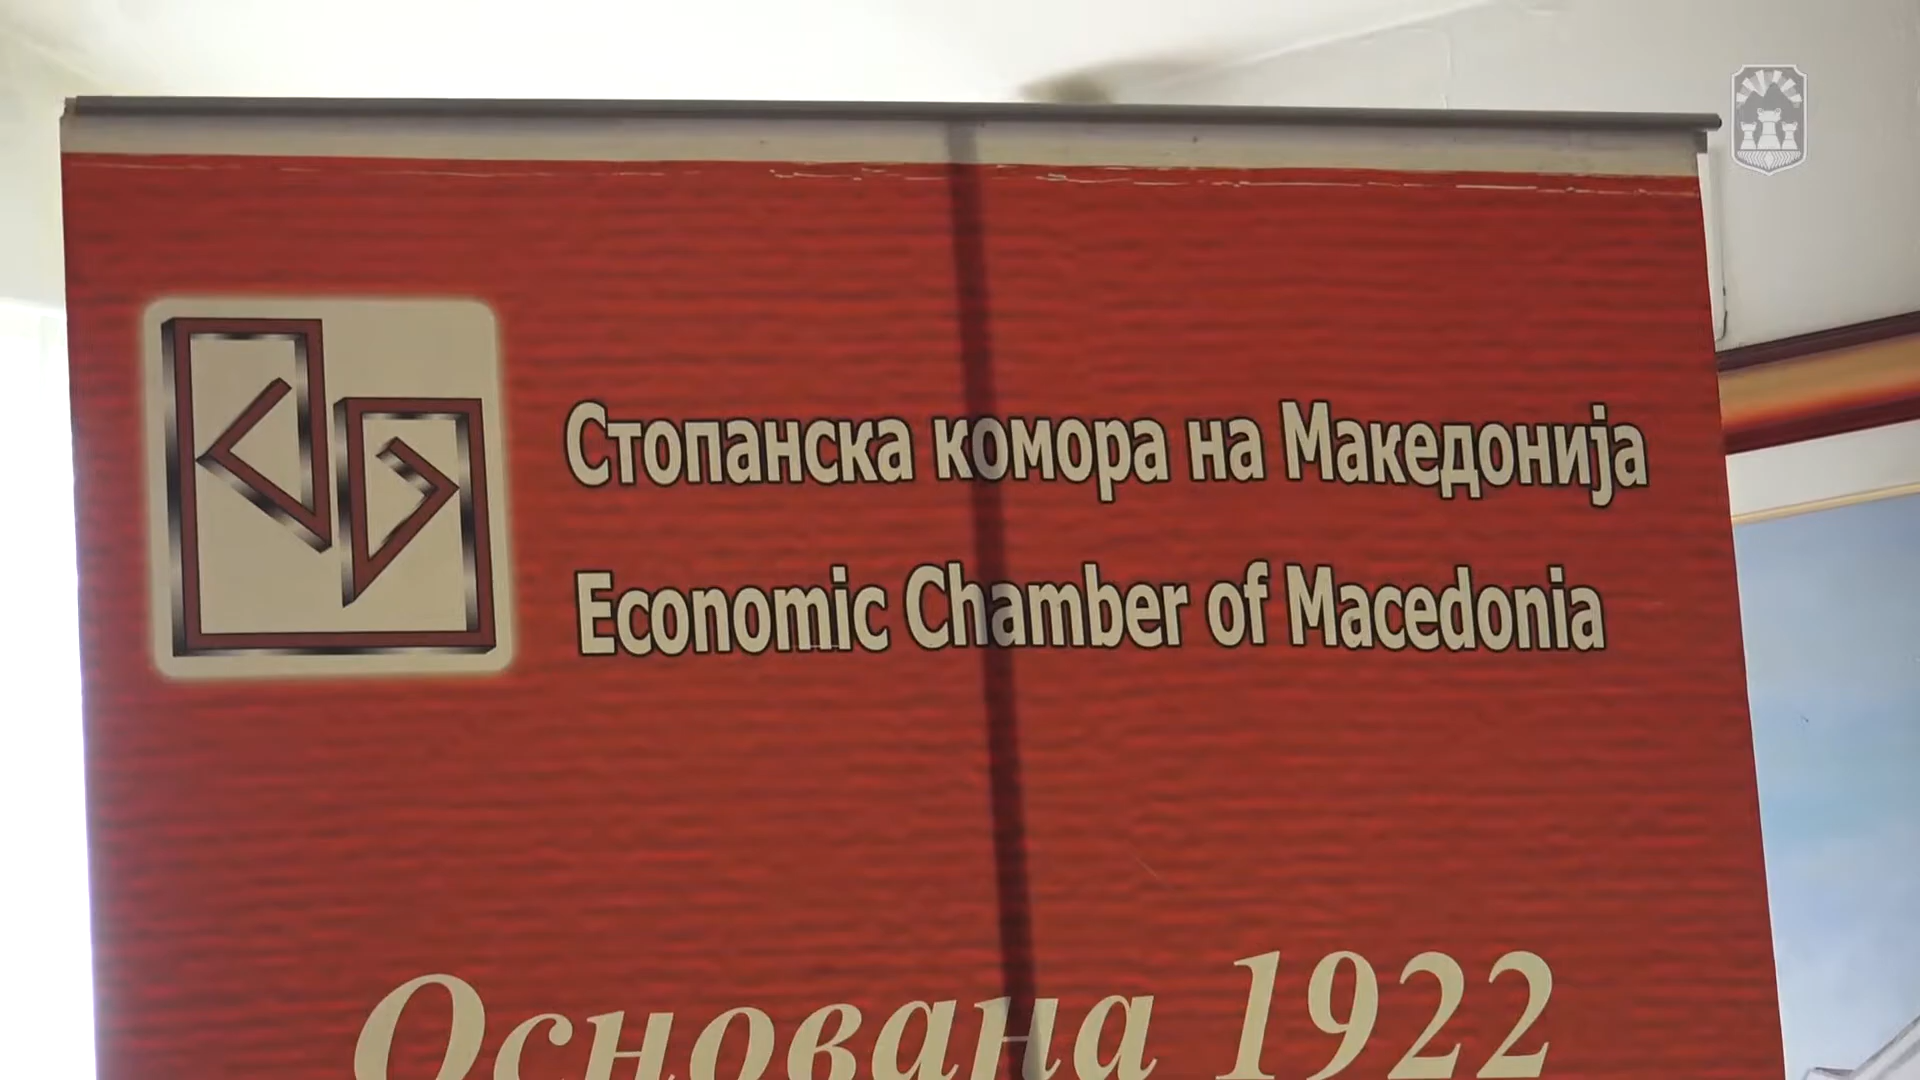 Стопанска комора на Македонија
Economic Chamber of Macedonia
Основана 1922